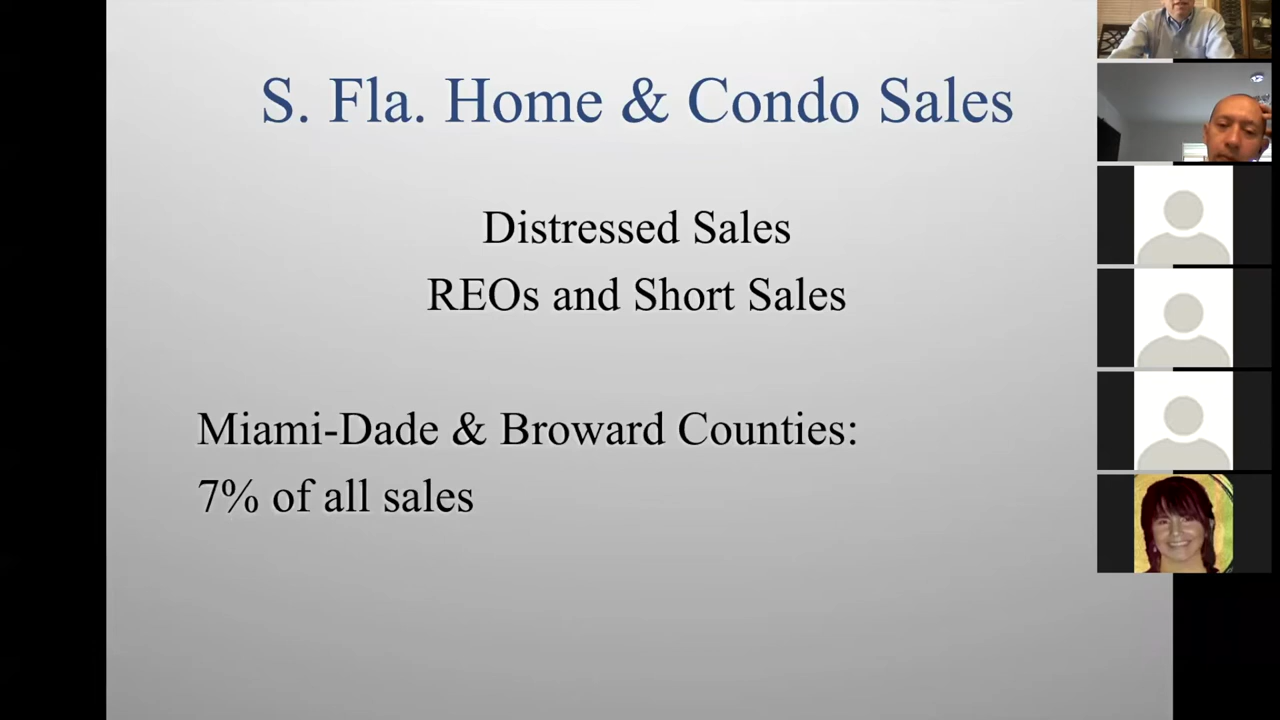 S. Fla. Home & Condo Sales
Distressed Sales
REOs and Short Sales
Miami-Dade & Broward Counties:
7% of all sales